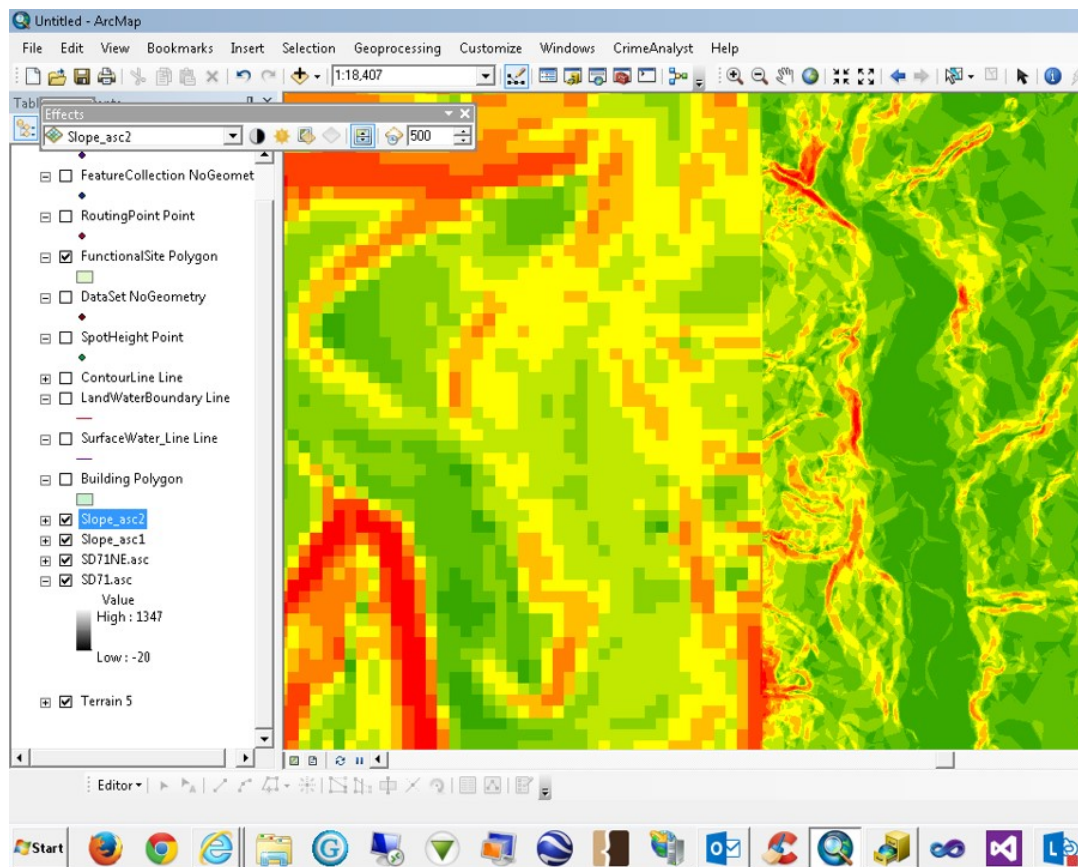 Untitled - ArcMap
File Edit View Bookmarks Insert Selection Geoprocessing Customize Windows CrimeAnalyst Help
1:18,407
Effects
Slope_asc2 500
FeatureCollection NoGeomet
RoutingPoint Point
FunctionalSite Polygon
DataSet NoGeometry
SpotHeight Point
ContourLine Line
LandWaterBoundary Line
SurfaceWater_Line Line
Building Polygon
Slope_asc2
Slope_asc1
SD71NE.asc
SD71.asc
Value
High : 1347
Low : -20
Terrain 5
Editor
Start